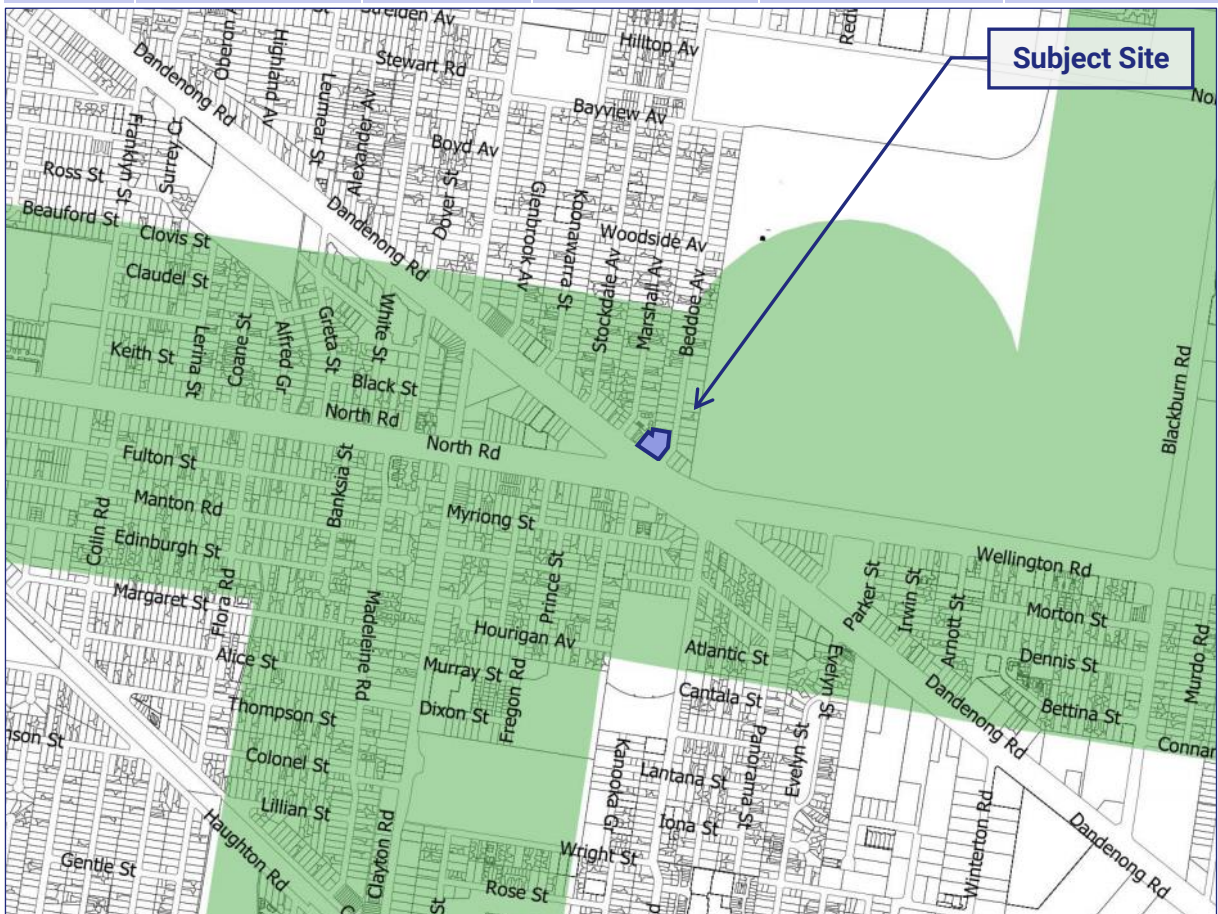 Hilltop Av
Subject Site
Stewart Rd
Oberon Av
Highland Av
Dandenong Rd
Leumear St
Alexander Av
Bayview Av
Boyd Av
Franklyn St
Surrey Ct
Ross St
Dover St
Glenbrook Av
Koonawarra St
Beauford St
Clovis St
Dandenong Rd
Woodside Av
Claudel St
Stockdale Av
Marshall Av
Beddoe Av
White St
Greta St
Alfred Gr
Coane St
Lerina St
Keith St
Black St
Blackburn Rd
North Rd
North Rd
Fulton St
Banksia St
Manton Rd
Myriong St
Colin Rd
Edinburgh St
Wellington Rd
Prince St
Parker St
Irwin St
Arnott St
Morton St
Margaret St
Flora Rd
Madeleine Rd
Hourigan Av
Murdo Rd
Alice St
Murray St
Atlantic St
Evelyn St
Dennis St
Fregon Rd
Cantala St
Dandenong Rd
Bettina St
Thompson St
Dixon St
Panorama St
Evelyn St
Colonel St
Kanooka Gr
Lantana St
Lillian St
Iona St
Haughton Rd
Clayton Rd
Winterton Rd
Dandenong Rd
Gentle St
Wright St
Rose St